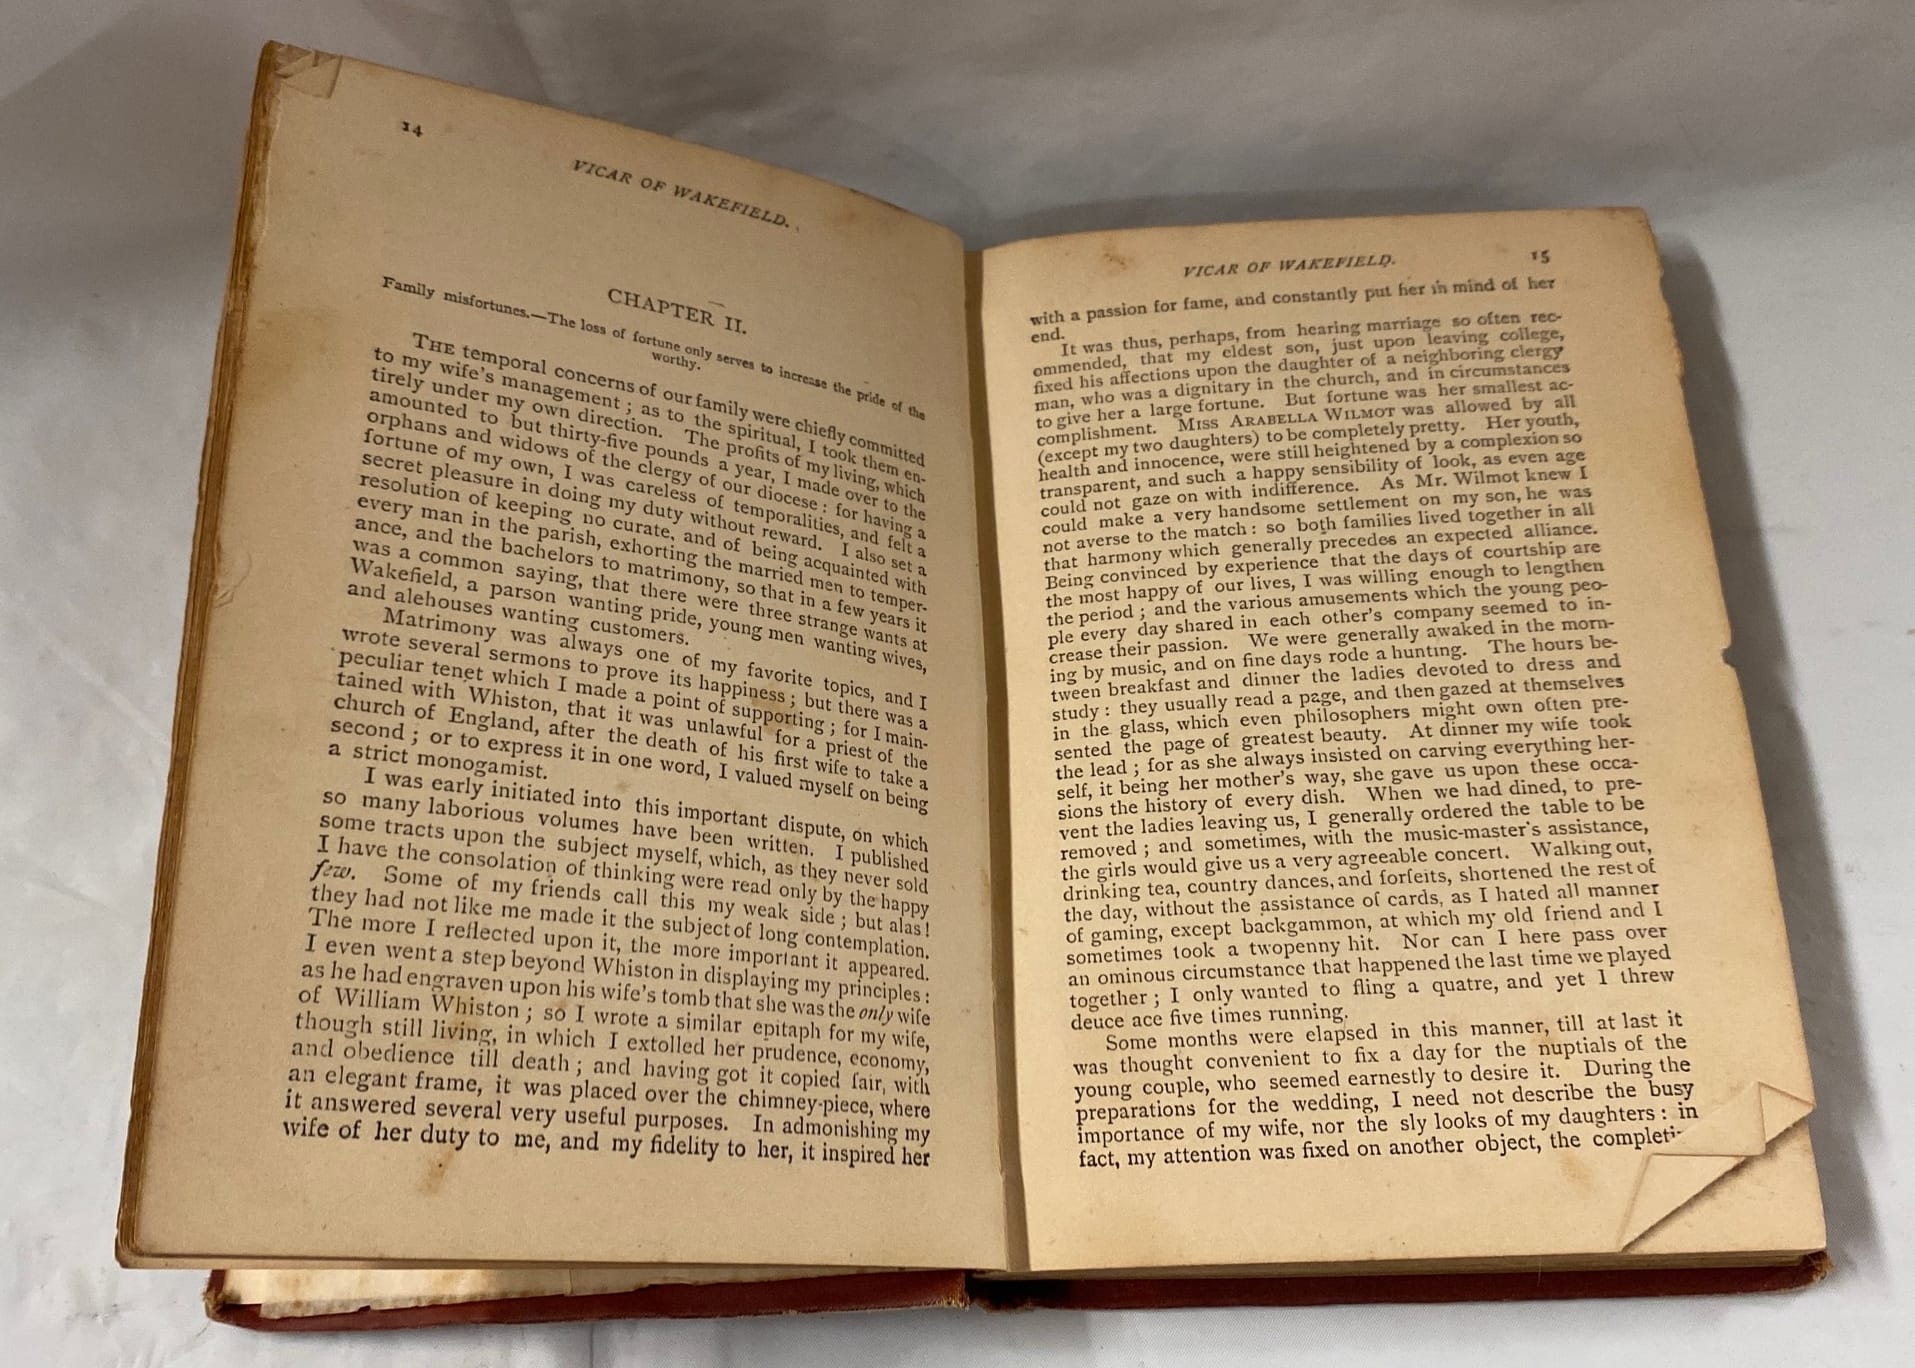 14
VICAR OF WAKEFIELD.
CHAPTER II.
Family misfortunes.—The loss of fortune only serves to increase the pride of the
worthy.
THE temporal concerns of our family were chiefly committed
to my wife's management; as to the spiritual, I took them en-
tirely under my own direction. The profits of my living, which
amounted to but thirty-five pounds a year, I made over to the
orphans and widows of the clergy of our diocese: for having a
fortune of my own, I was careless of temporalities, and felt a
secret pleasure in doing my duty without reward. I also set a
resolution of keeping no curate, and of being acquainted with
every man in the parish, exhorting the married men to temper-
ance, and the bachelors to matrimony, so that in a few years it
was a common saying, that there were three strange wants at
Wakefield, a parson wanting pride, young men wanting wives,
and alehouses wanting customers.
Matrimony was always one of my favorite topics, and I
wrote several sermons to prove its happiness; but there was a
peculiar tenet which I made a point of supporting; for I main-
tained with Whiston, that it was unlawful for a priest of the
church of England, after the death of his first wife to take a
second; or to express it in one word, I valued myself on being
a strict monogamist.
I was early initiated into this important dispute, on which
so many laborious volumes have been written. I published
some tracts upon the subject myself, which, as they never sold
I have the consolation of thinking were read only by the happy
few. Some of my friends call this my weak side; but alas!
they had not like me made it the subject of long contemplation.
The more I reflected upon it, the more important it appeared.
I even went a step beyond Whiston in displaying my principles:
as he had engraven upon his wife's tomb that she was the only wife
of William Whiston; so I wrote a similar epitaph for my wife,
though still living, in which I extolled her prudence, economy,
and obedience till death; and having got it copied fair, with
an elegant frame, it was placed over the chimney-piece, where
it answered several very useful purposes. In admonishing my
wife of her duty to me, and my fidelity to her, it inspired her
VICAR OF WAKEFIELD. 15
with a passion for fame, and constantly put her in mind of her
end.
It was thus, perhaps, from hearing marriage so often rec-
ommended, that my eldest son, just upon leaving college,
fixed his affections upon the daughter of a neighboring clergy
man, who was a dignitary in the church, and in circumstances
to give her a large fortune. But fortune was her smallest ac-
complishment. MISS ARABELLA WILMOT was allowed by all
(except my two daughters) to be completely pretty. Her youth,
health and innocence, were still heightened by a complexion so
transparent, and such a happy sensibility of look, as even age
could not gaze on with indifference. As Mr. Wilmot knew I
could make a very handsome settlement on my son, he was
not averse to the match: so both families lived together in all
that harmony which generally precedes an expected alliance.
Being convinced by experience that the days of courtship are
the most happy of our lives, I was willing enough to lengthen
the period; and the various amusements which the young peo-
ple every day shared in each other's company seemed to in-
crease their passion. We were generally awaked in the morn-
ing by music, and on fine days rode a hunting. The hours be-
tween breakfast and dinner the ladies devoted to dress and
study: they usually read a page, and then gazed at themselves
in the glass, which even philosophers might own often pre-
sented the page of greatest beauty. At dinner my wife took
the lead; for as she always insisted on carving everything her-
self, it being her mother's way, she gave us upon these occa-
sions the history of every dish. When we had dined, to pre-
vent the ladies leaving us, I generally ordered the table to be
removed; and sometimes, with the music-master's assistance,
the girls would give us a very agreeable concert. Walking out,
drinking tea, country dances, and forfeits, shortened the rest of
the day, without the assistance of cards, as I hated all manner
of gaming, except backgammon, at which my old friend and I
sometimes took a twopenny hit. Nor can I here pass over
an ominous circumstance that happened the last time we played
together; I only wanted to fling a quatre, and yet I threw
deuce ace five times running.
Some months were elapsed in this manner, till at last it
was thought convenient to fix a day for the nuptials of the
young couple, who seemed earnestly to desire it. During the
preparations for the wedding, I need not describe the busy
importance of my wife, nor the sly looks of my daughters: in
fact, my attention was fixed on another object, the